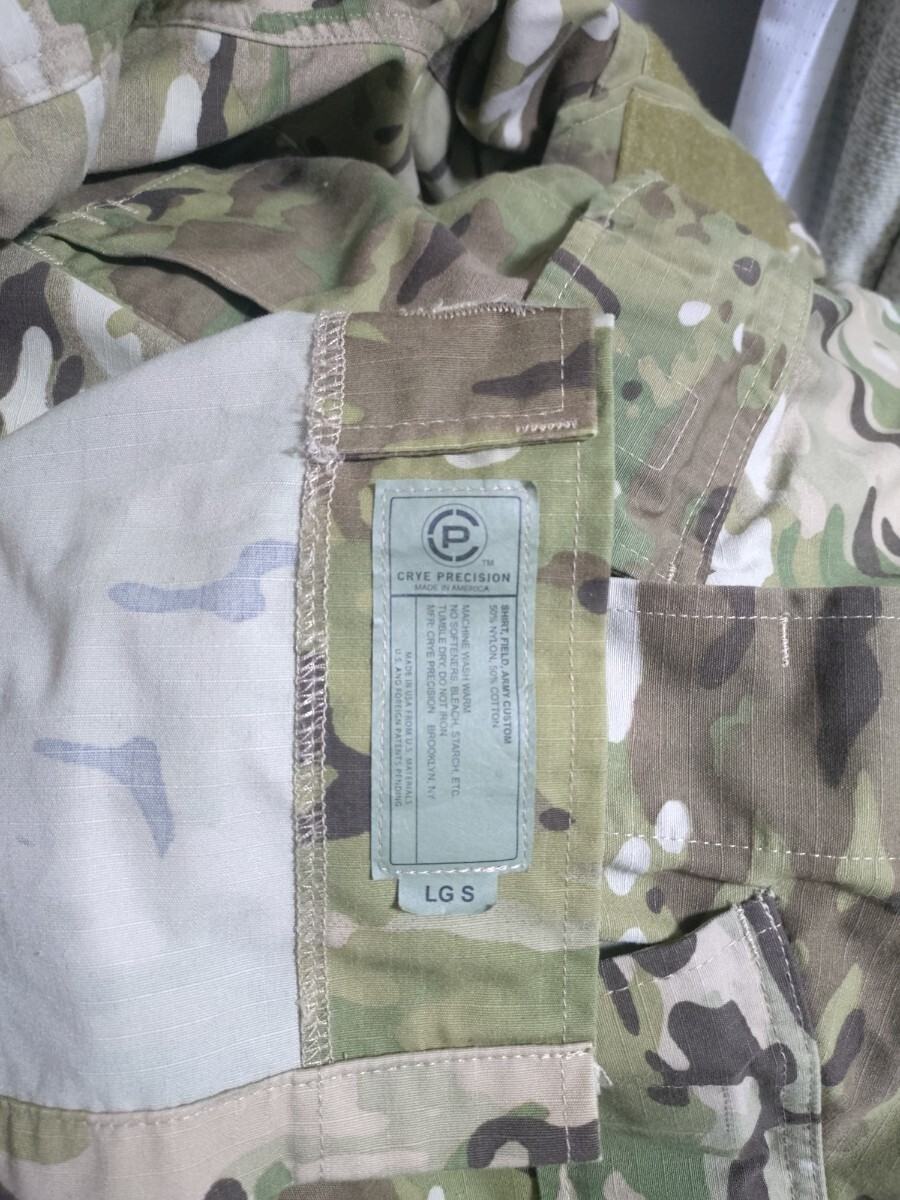 CP
TM
CRYE PRECISION
MADE IN AMERICA
SHIRT, FIELD, ARMY CUSTOM
50% NYLON, 50% COTTON
MACHINE WASH WARM
NO SOFTENERS, BLEACH, STARCH, ETC.
TUMBLE DRY, DO NOT IRON
MFR: CRYE PRECISION BROOKLYN, NY
MADE IN USA FROM U.S. MATERIALS
U.S. AND FOREIGN PATENTS PENDING
LG S